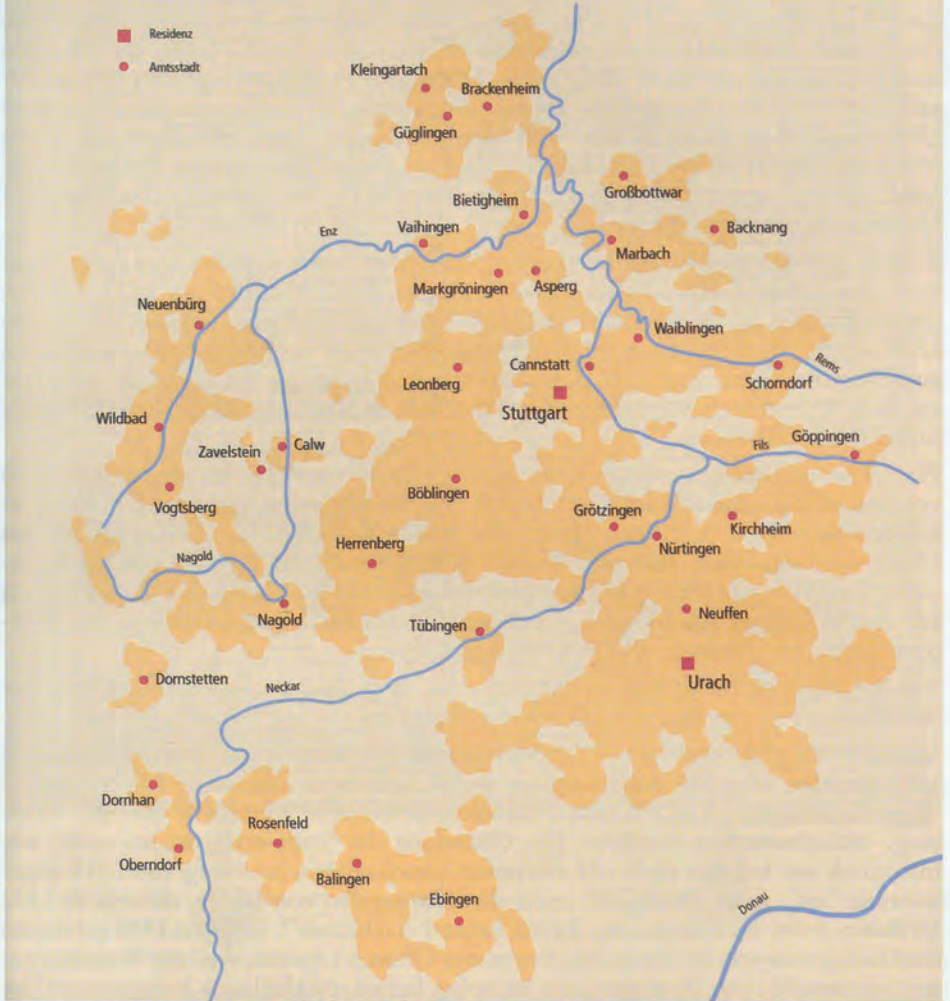 Residenz
Amtsstadt
Kleingartach
Brackenheim
Güglingen
Großbottwar
Bietigheim
Backnang
Enz
Vaihingen
Marbach
Markgröningen
Asperg
Neuenbürg
Waiblingen
Cannstatt
Rems
Leonberg
Schorndorf
Stuttgart
Wildbad
Zavelstein
Calw
Fils
Göppingen
Böblingen
Vogtsberg
Grötzingen
Kirchheim
Herrenberg
Nürtingen
Nagold
Nagold
Neuffen
Tübingen
Dornstetten
Neckar
Urach
Dornhan
Rosenfeld
Oberndorf
Balingen
Ebingen
Donau